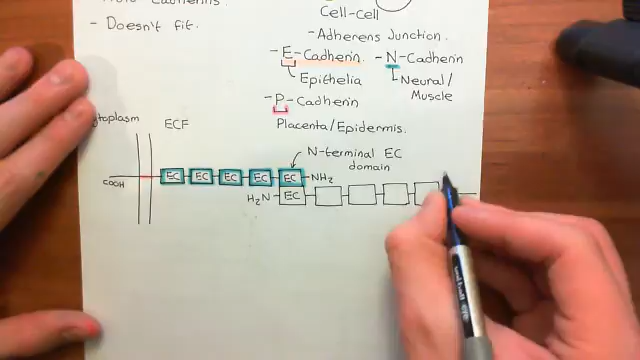 - Doesn't fit.
Cell-Cell
- Adherens Junction.
- E-Cadherin.
Epithelia
- N-Cadherin
Neural/
Muscle
- P-Cadherin
Placenta/Epidermis.
ECF
N-terminal EC
domain
COOH
EC EC EC EC EC NH2
H2N EC